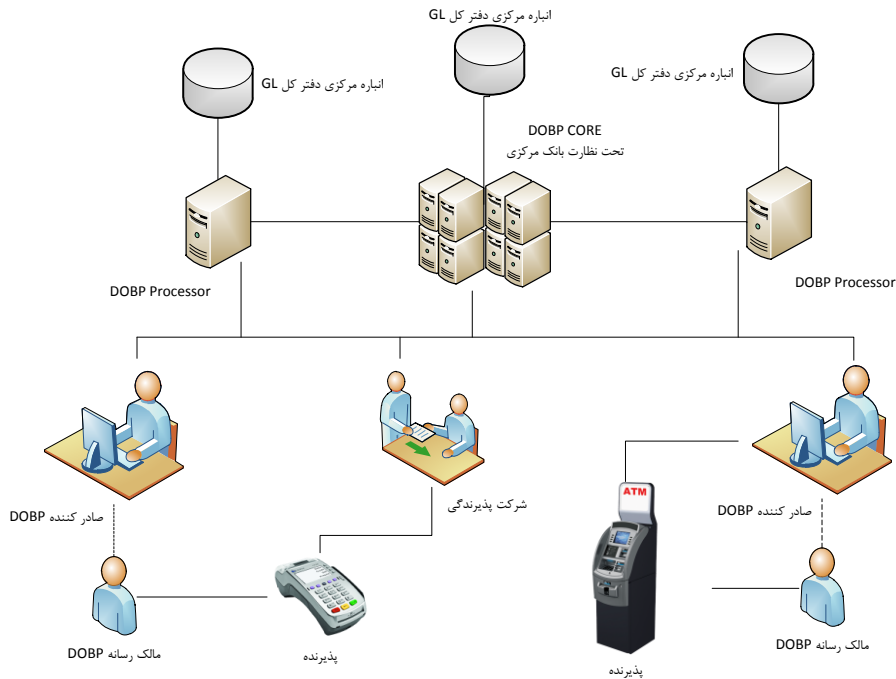 انباره مرکزی دفتر کل GL
انباره مرکزی دفتر کل GL
انباره مرکزی دفتر کل GL
DOBP CORE
تحت نظارت بانک مرکزی
DOBP Processor
DOBP Processor
ATM
صادر کننده DOBP
شرکت پذیرندگی
صادر کننده DOBP
مالک رسانه DOBP
پذیرنده
مالک رسانه DOBP
پذیرنده